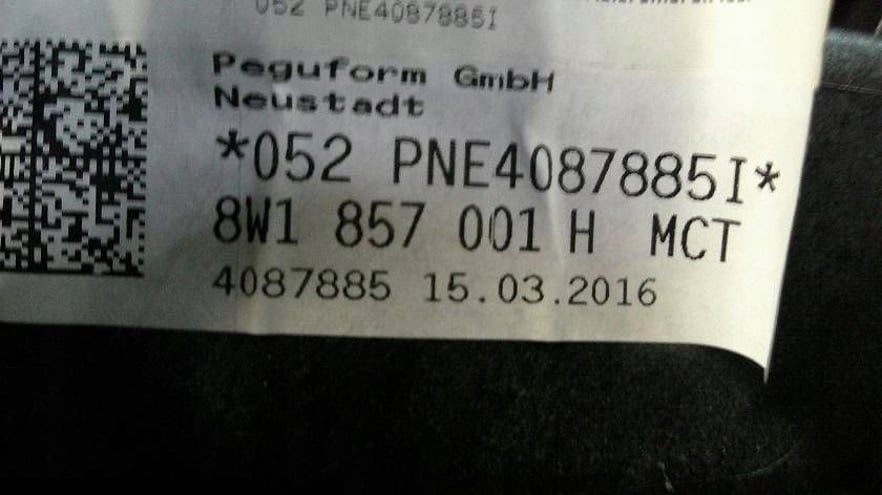 052 PNE4087885I
Peguform GmbH
Neustadt
*052 PNE4087885I*
8W1 857 001 H MCT
4087885 15.03.2016